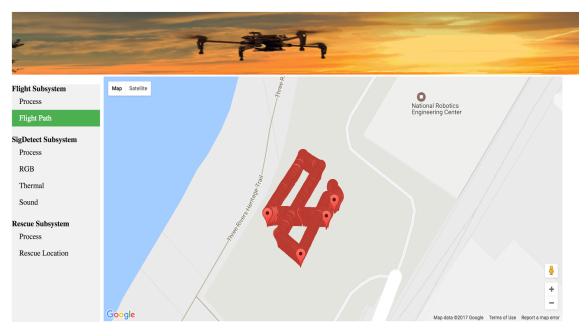 Flight Subsystem
Process
Flight Path
SigDetect Subsystem
Process
RGB
Thermal
Sound
Rescue Subsystem
Process
Rescue Location
Map Satellite
Three R
National Robotics
Engineering Center
Three Rivers Heritage Trail
Google
+
−
Map data ©2017 Google Terms of Use Report a map error